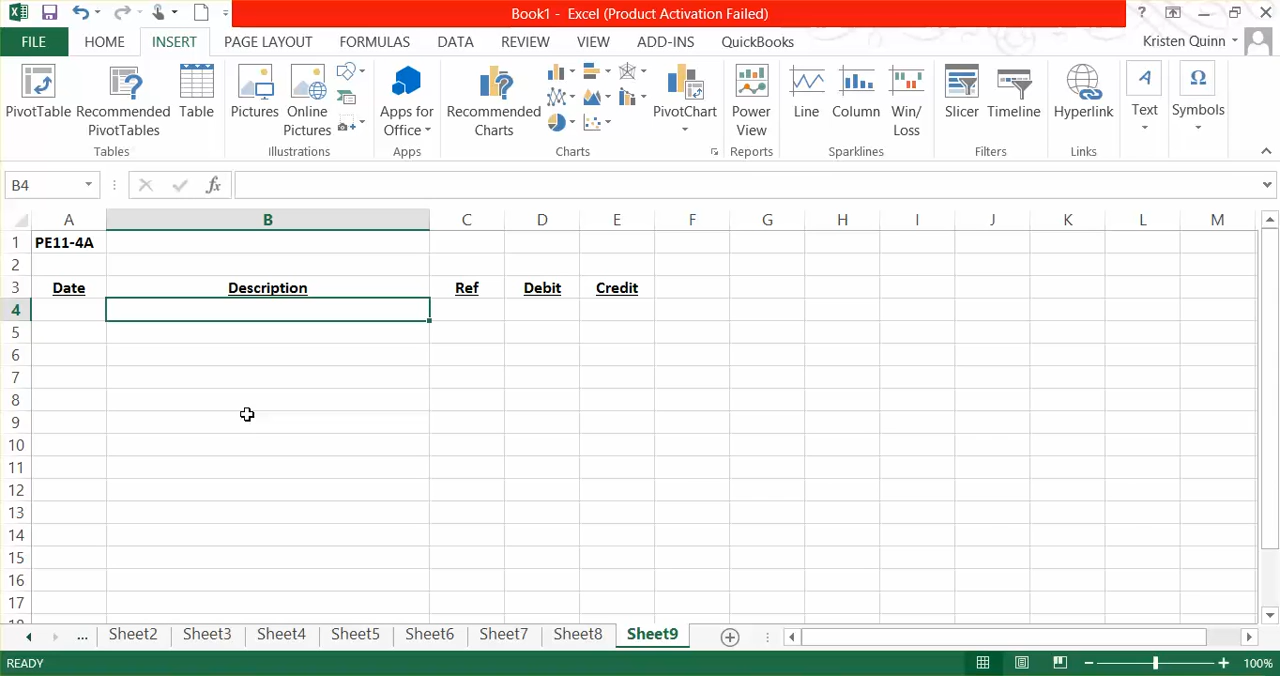 Book1 - Excel (Product Activation Failed)
?
FILE HOME INSERT PAGE LAYOUT FORMULAS DATA REVIEW VIEW ADD-INS QuickBooks Kristen Quinn
PivotTable Recommended PivotTables Table Pictures Online Pictures Apps for Office Recommended Charts PivotChart Power View Line Column Win/ Loss Slicer Timeline Hyperlink Text Symbols
Tables Illustrations Apps Charts Reports Sparklines Filters Links
B4 fx
A B C D E F G H I J K L M
1 PE11-4A
2
3 Date Description Ref Debit Credit
4
5
6
7
8
9
10
11
12
13
14
15
16
17
18
... Sheet2 Sheet3 Sheet4 Sheet5 Sheet6 Sheet7 Sheet8 Sheet9
READY 100%